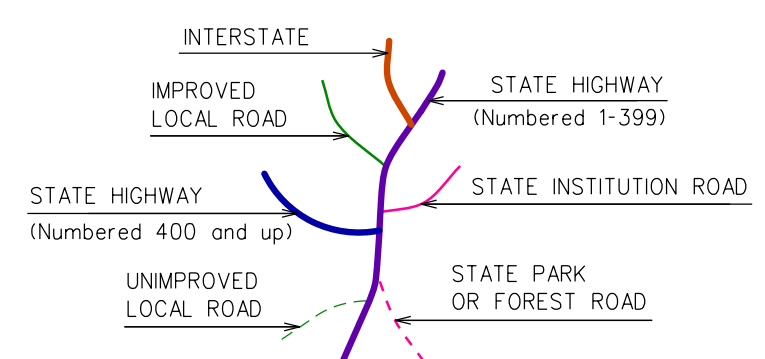 INTERSTATE
IMPROVED
LOCAL ROAD
STATE HIGHWAY
(Numbered 1-399)
STATE HIGHWAY
(Numbered 400 and up)
STATE INSTITUTION ROAD
UNIMPROVED
LOCAL ROAD
STATE PARK
OR FOREST ROAD